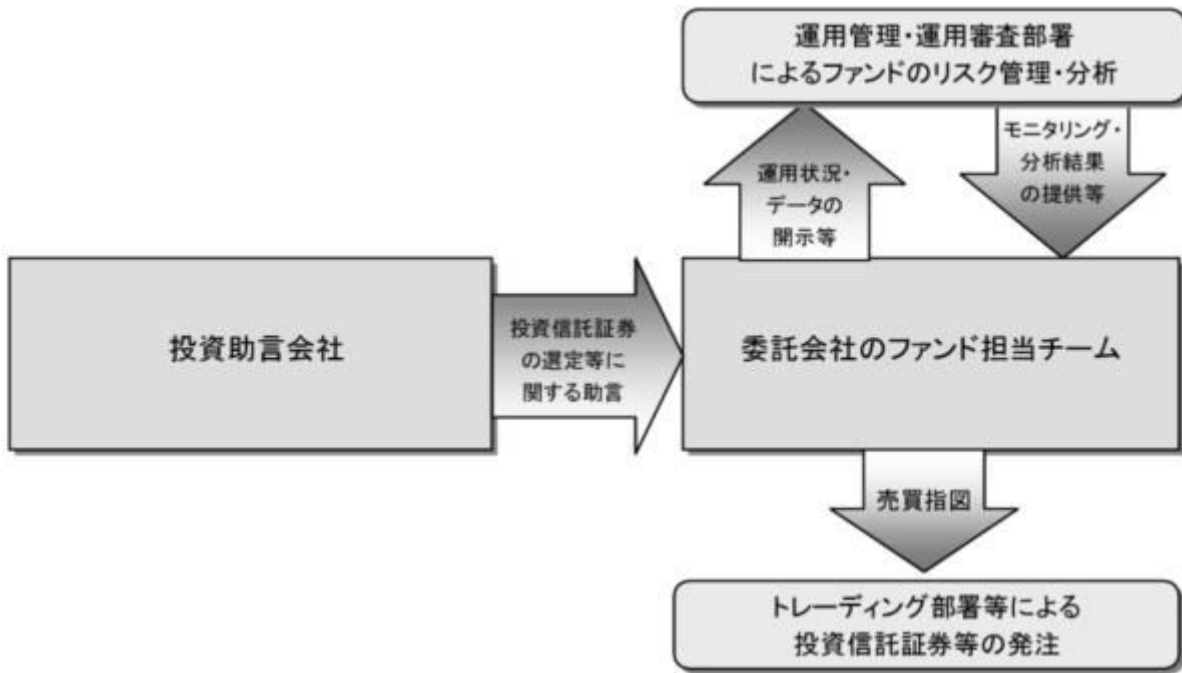 運用管理・運用審査部署
によるファンドのリスク管理・分析
運用状況・
データの
開示等
モニタリング・
分析結果
の提供等
投資助言会社
投資信託証券
の選定等に
関する助言
委託会社のファンド担当チーム
売買指図
トレーディング部署等による
投資信託証券等の発注